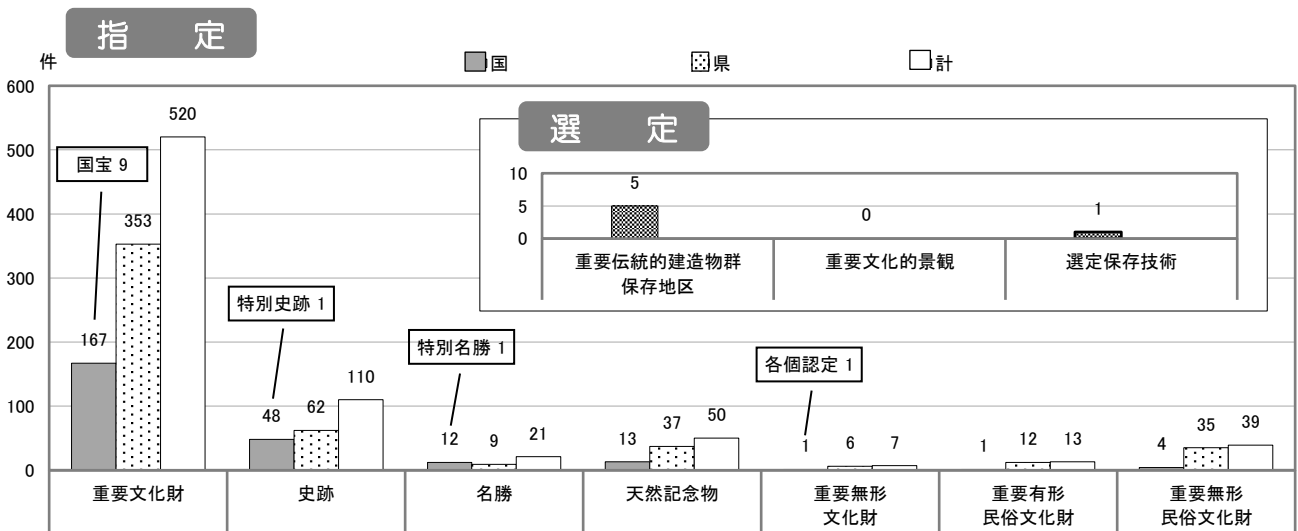 指 定
件
国 県 計
600
500
400
300
200
100
0
国宝 9
167 353 520
特別史跡 1
48 62 110
特別名勝 1
12 9 21
13 37 50
各個認定 1
1 6 7
1 12 13
4 35 39
重要文化財
史跡
名勝
天然記念物
重要無形
文化財
重要有形
民俗文化財
重要無形
民俗文化財
選 定
10
5
0
5
0
1
重要伝統的建造物群
保存地区
重要文化的景観
選定保存技術